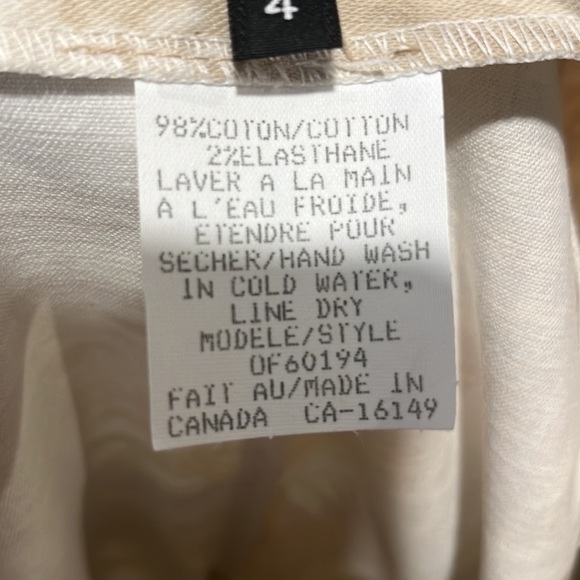 4
98%COTON/COTTON
2%ELASTHANE
LAVER A LA MAIN
A L'EAU FROIDE,
ETENDRE POUR
SECHER/HAND WASH
IN COLD WATER,
LINE DRY
MODELE/STYLE
OF60194
FAIT AU/MADE IN
CANADA CA-16149